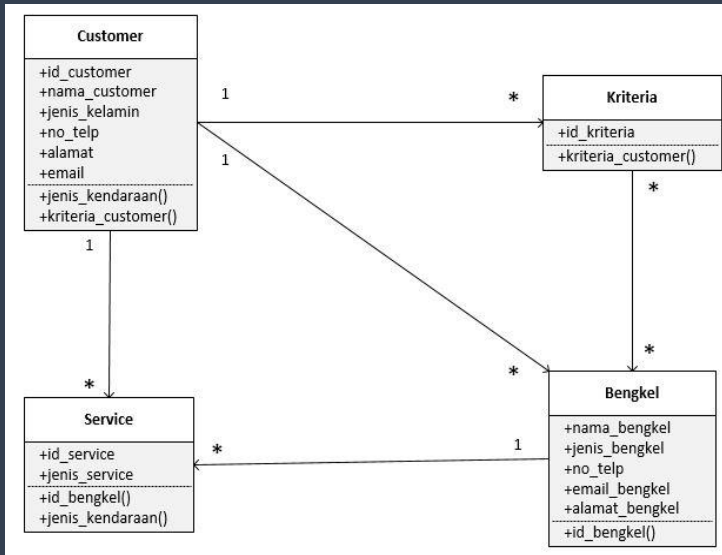 Customer
+id_customer
+nama_customer
+jenis_kelamin
+no_telp
+alamat
+email
+jenis_kendaraan()
+kriteria_customer()
1
*
1
Kriteria
+id_kriteria
+kriteria_customer()
*
1
*
*
*
Service
+id_service
+jenis_service
+id_bengkel()
+jenis_kendaraan()
*
1
Bengkel
+nama_bengkel
+jenis_bengkel
+no_telp
+email_bengkel
+alamat_bengkel
+id_bengkel()